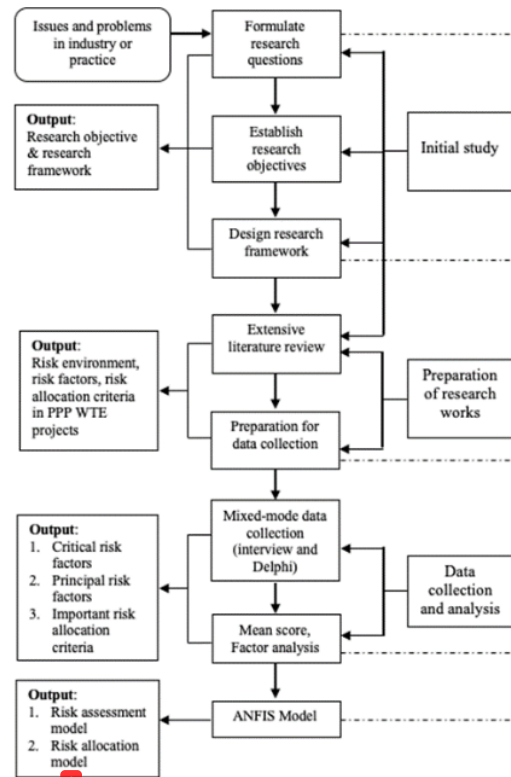 Issues and problems
in industry or
practice
Formulate
research
questions
Output:
Research objective
& research
framework
Establish
research
objectives
Initial study
Design research
framework
Extensive
literature review
Output:
Risk environment,
risk factors, risk
allocation criteria
in PPP WTE
projects
Preparation
of research
works
Preparation for
data collection
Mixed-mode data
collection
(interview and
Delphi)
Output:
1. Critical risk
factors
2. Principal risk
factors
3. Important risk
allocation
criteria
Data
collection
and analysis
Mean score,
Factor analysis
Output:
1. Risk assessment
model
2. Risk allocation
model
ANFIS Model